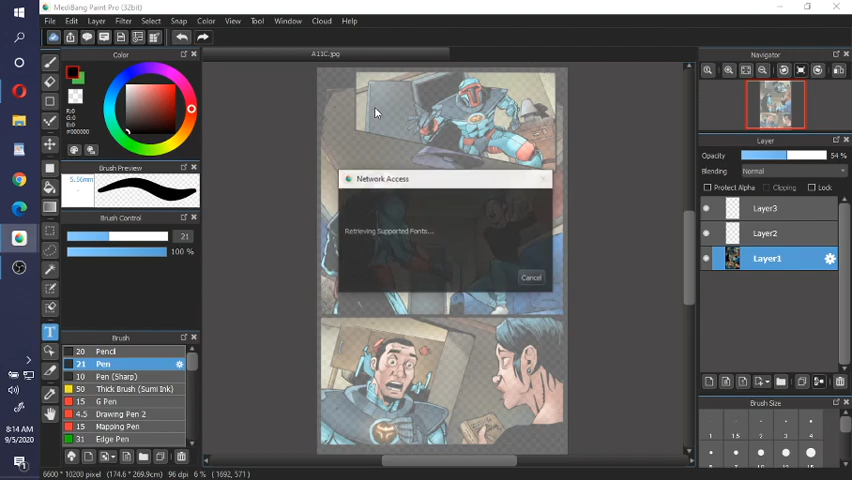 MediBang Paint Pro (32bit)
File Edit Layer Filter Select Snap Color View Tool Window Cloud Help
A11C.jpg
Color
R:0
G:0
B:0
#000000
Brush Preview
5.56mm
Brush Control
21
100 %
Brush
20 Pencil
21 Pen
10 Pen (Sharp)
50 Thick Brush (Sumi Ink)
15 G Pen
4.5 Drawing Pen 2
15 Mapping Pen
31 Edge Pen
6600 * 10200 pixel (174.6 * 269.9cm) 96 dpi 6 % (1692, 571)
Network Access
Retrieving Supported Fonts...
Cancel
Navigator
Layer
Opacity 54 %
Blending Normal
Protect Alpha Clipping Lock
Layer3
Layer2
Layer1
Brush Size
1 1.5 2 3 4
T
8:14 AM
9/5/2020